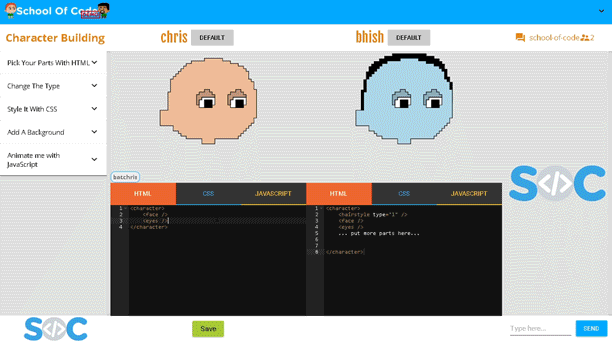 School Of Code
Character Building
chris DEFAULT
bhish DEFAULT
school-of-code 2
Pick Your Parts With HTML
Change The Type
Style It With CSS
Add A Background
Animate me with
JavaScript
batchris
HTML CSS JAVASCRIPT
HTML CSS JAVASCRIPT
1 <character>
2 <face />
3 <eyes />
4 </character>
1 <character>
2 <hairstyle type="1" />
3 <face />
4 <eyes />
5 ... put more parts here...
6
7
8 </character>
S</>C
S</>C
Save
Type here...
SEND